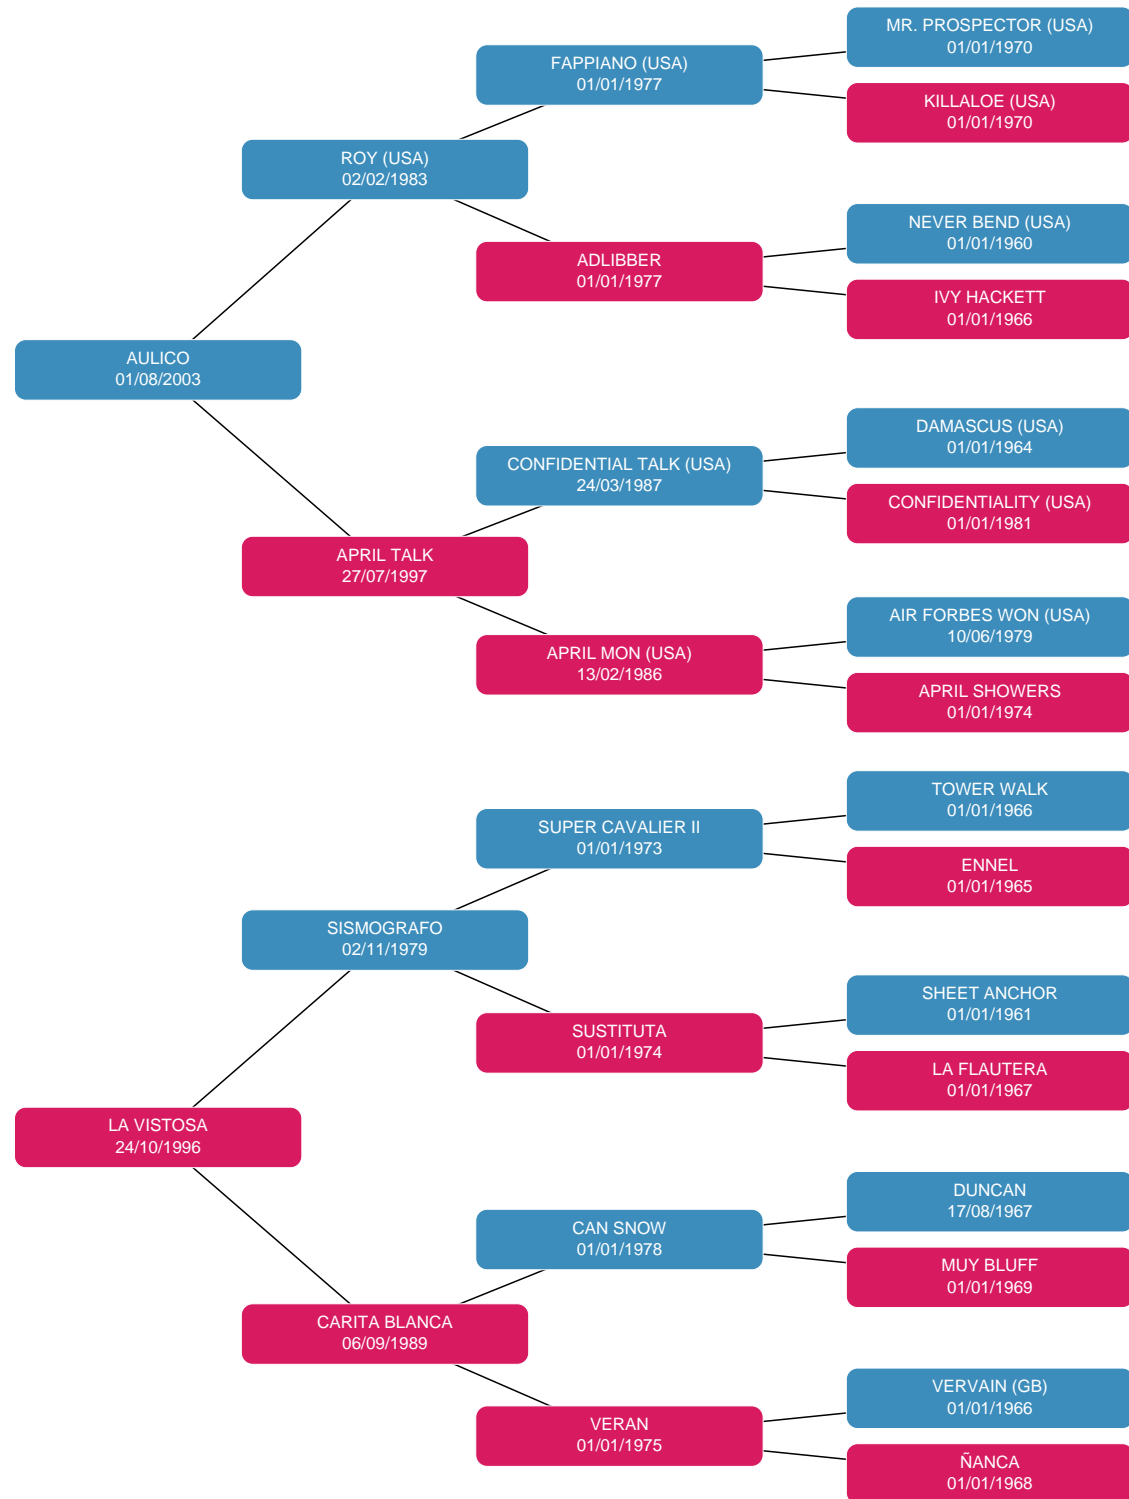 MR. PROSPECTOR (USA)
01/01/1970
FAPPIANO (USA)
01/01/1977
KILLALOE (USA)
01/01/1970
ROY (USA)
02/02/1983
NEVER BEND (USA)
01/01/1960
ADLIBBER
01/01/1977
IVY HACKETT
01/01/1966
AULICO
01/08/2003
DAMASCUS (USA)
01/01/1964
CONFIDENTIAL TALK (USA)
24/03/1987
CONFIDENTIALITY (USA)
01/01/1981
APRIL TALK
27/07/1997
AIR FORBES WON (USA)
10/06/1979
APRIL MON (USA)
13/02/1986
APRIL SHOWERS
01/01/1974
TOWER WALK
01/01/1966
SUPER CAVALIER II
01/01/1973
ENNEL
01/01/1965
SISMOGRAFO
02/11/1979
SHEET ANCHOR
01/01/1961
SUSTITUTA
01/01/1974
LA FLAUTERA
01/01/1967
LA VISTOSA
24/10/1996
DUNCAN
17/08/1967
CAN SNOW
01/01/1978
MUY BLUFF
01/01/1969
CARITA BLANCA
06/09/1989
VERVAIN (GB)
01/01/1966
VERAN
01/01/1975
ÑANCA
01/01/1968